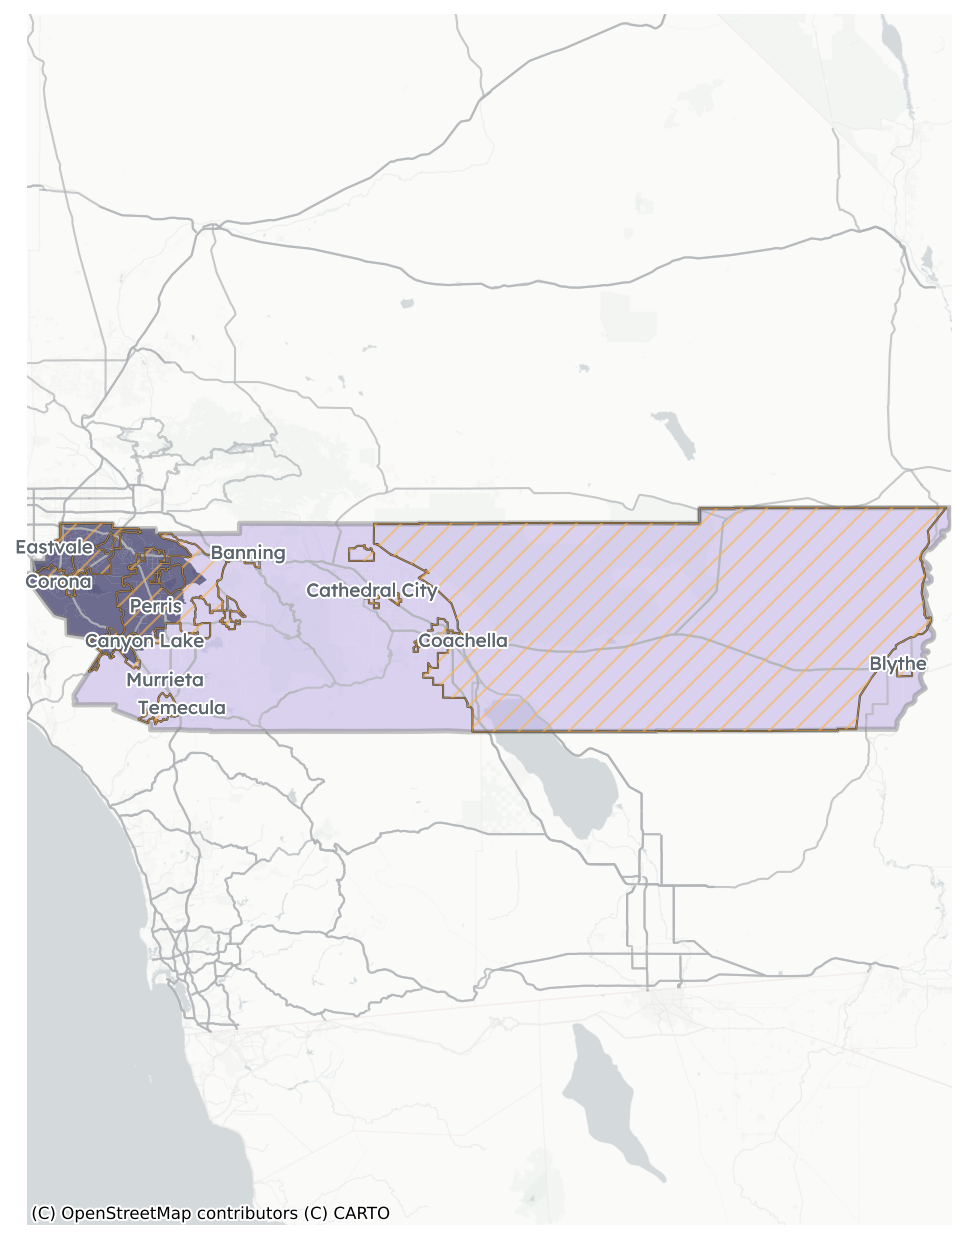 Eastvale
Banning
Corona
Cathedral City
Perris
Canyon Lake
Coachella
Blythe
Murrieta
Temecula
(C) OpenStreetMap contributors (C) CARTO